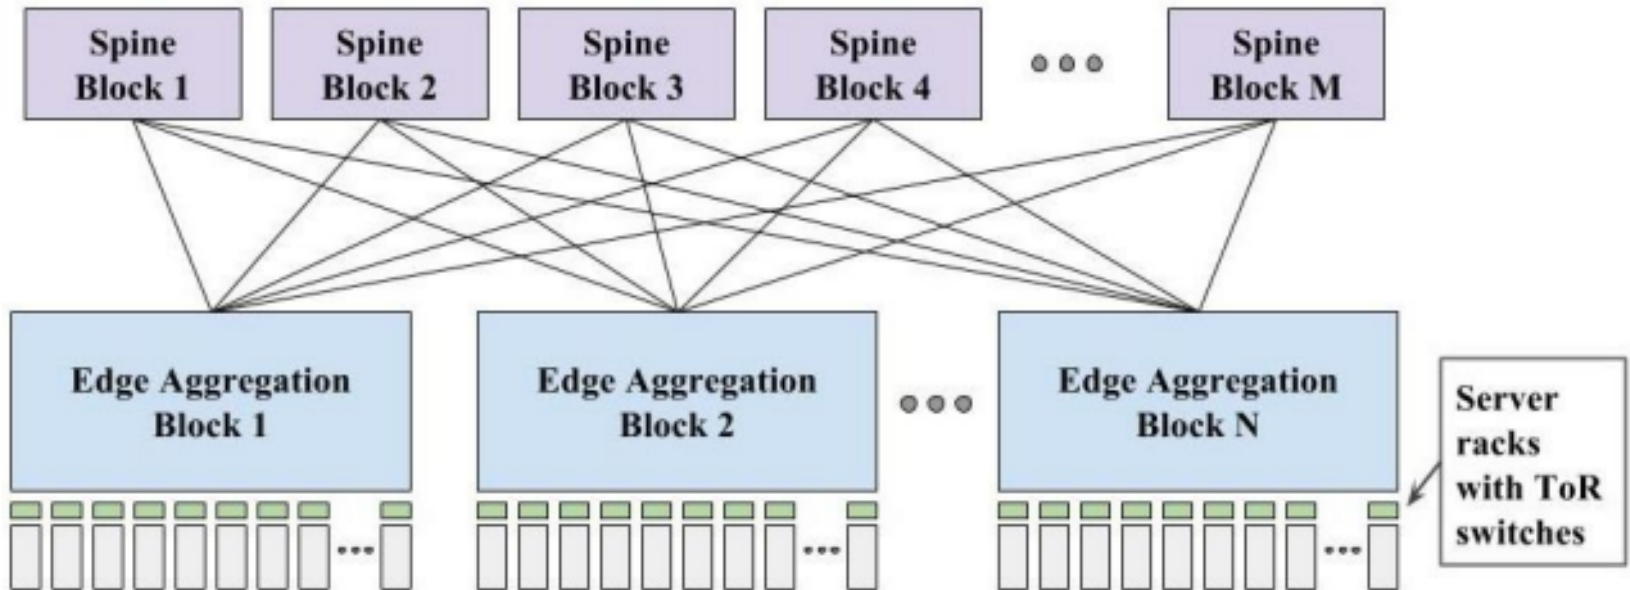 Spine
Block 1
Spine
Block 2
Spine
Block 3
Spine
Block 4
Spine
Block M
Edge Aggregation
Block 1
Edge Aggregation
Block 2
Edge Aggregation
Block N
Server
racks
with ToR
switches